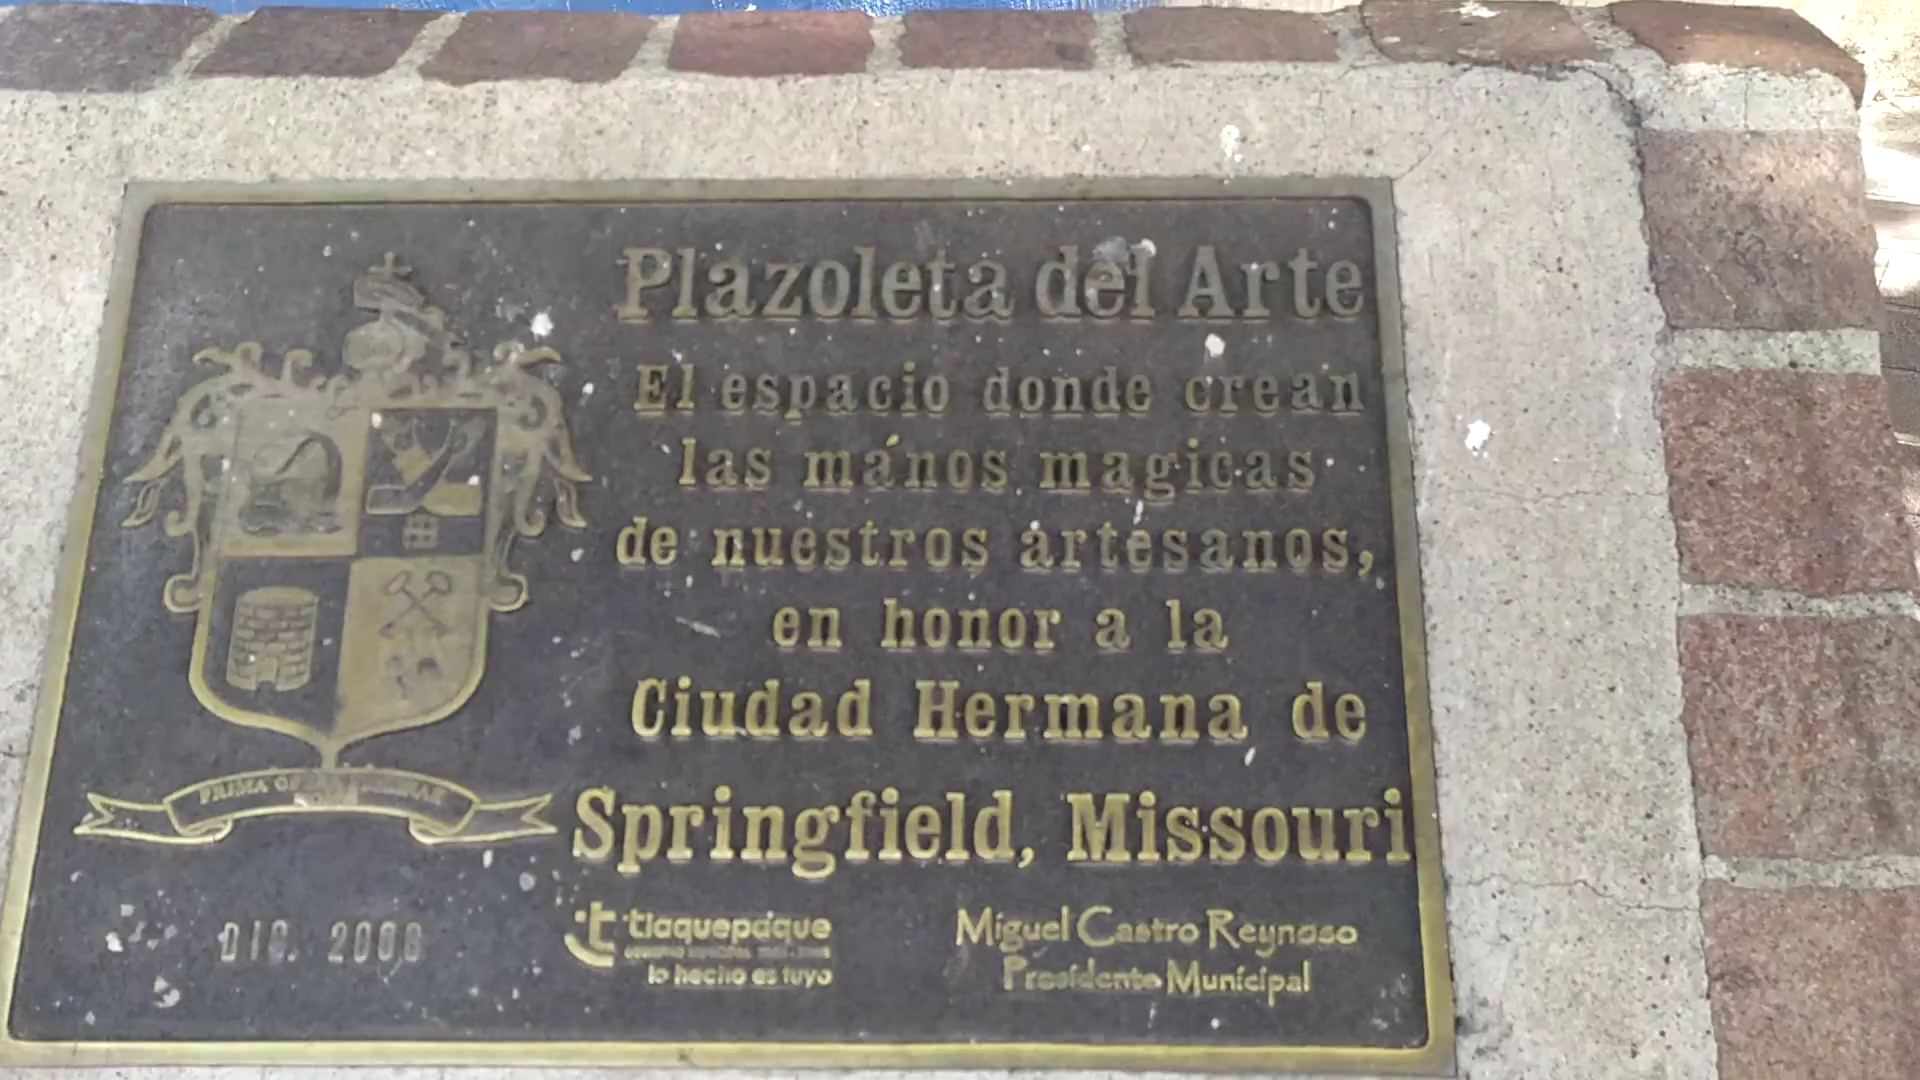 Plazoleta del Arte
El espacio donde crean
las mános magicas
de nuestros artesanos,
en honor a la
Ciudad Hermana de
Springfield, Missouri
PRIMA
DIC. 2008
tlaquepaque
lo hecho es tuyo
Miguel Castro Reynoso
Presidente Municipal